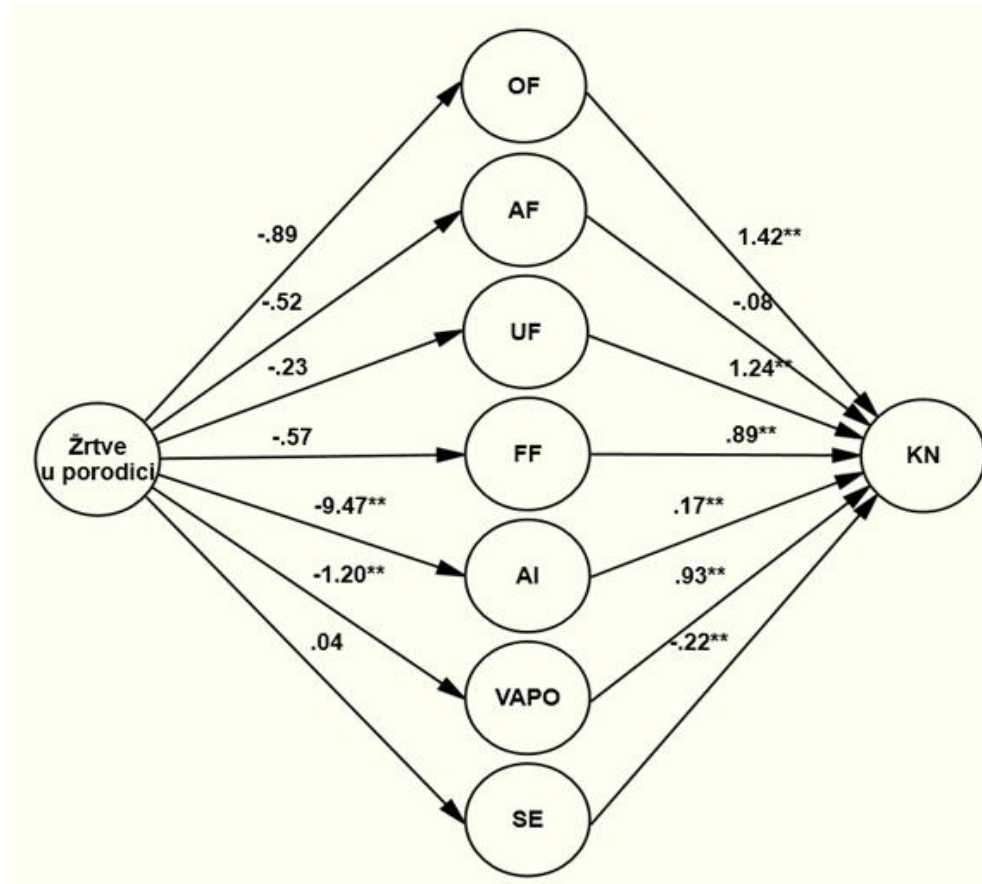 OF
AF
-.89
1.42**
-.52
-.08
UF
-.23
1.24**
Žrtve
u porodici
-.57
FF
.89**
KN
-9.47**
.17**
AI
-1.20**
.93**
.04
-.22**
VAPO
SE